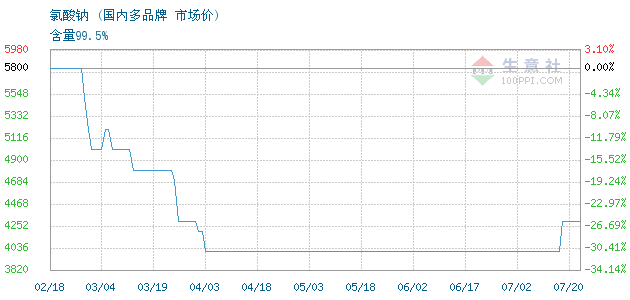 氯酸钠 (国内多品牌 市场价)
含量99.5%
5980 3.10%
5800 0.00%
生意社
100PPI.COM
5548 -4.34%
5332 -8.07%
5116 -11.79%
4900 -15.52%
4684 -19.24%
4468 -22.97%
4252 -26.69%
4036 -30.41%
3820 -34.14%
02/18 03/04 03/19 04/03 04/18 05/03 05/18 06/02 06/17 07/02 07/20